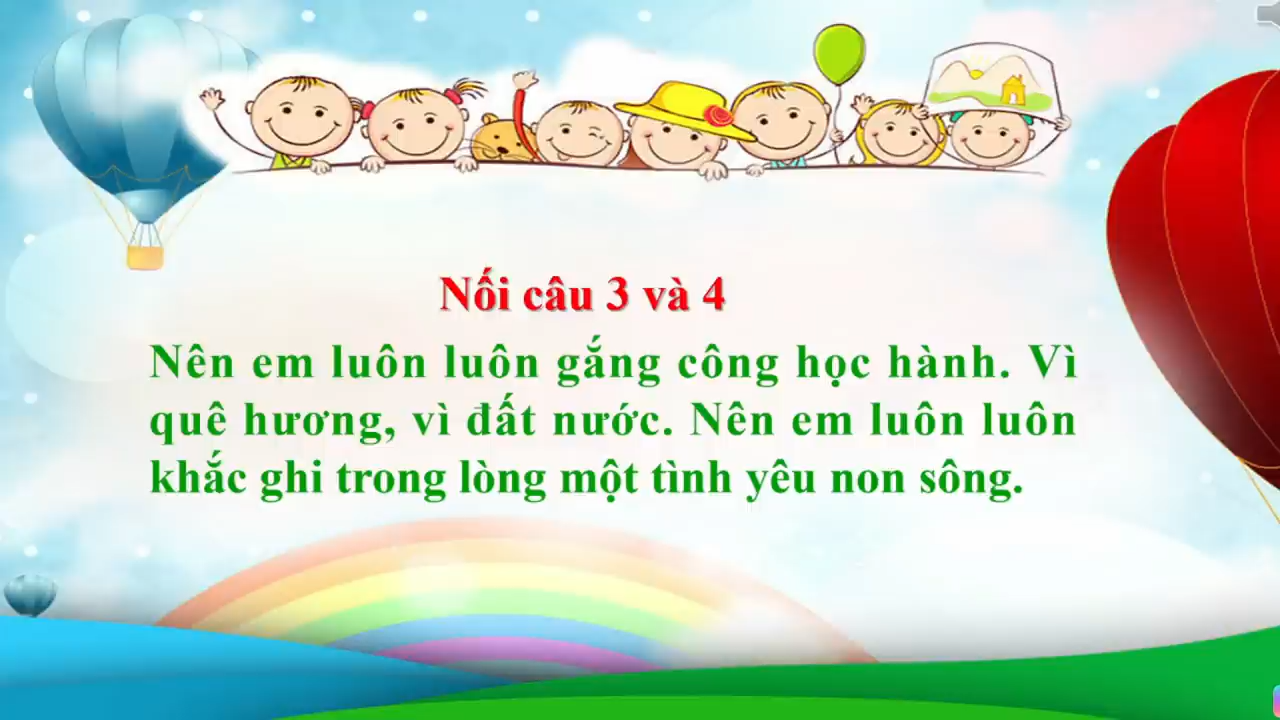 Nối câu 3 và 4
Nên em luôn luôn gắng công học hành. Vì
quê hương, vì đất nước. Nên em luôn luôn
khắc ghi trong lòng một tình yêu non sông.